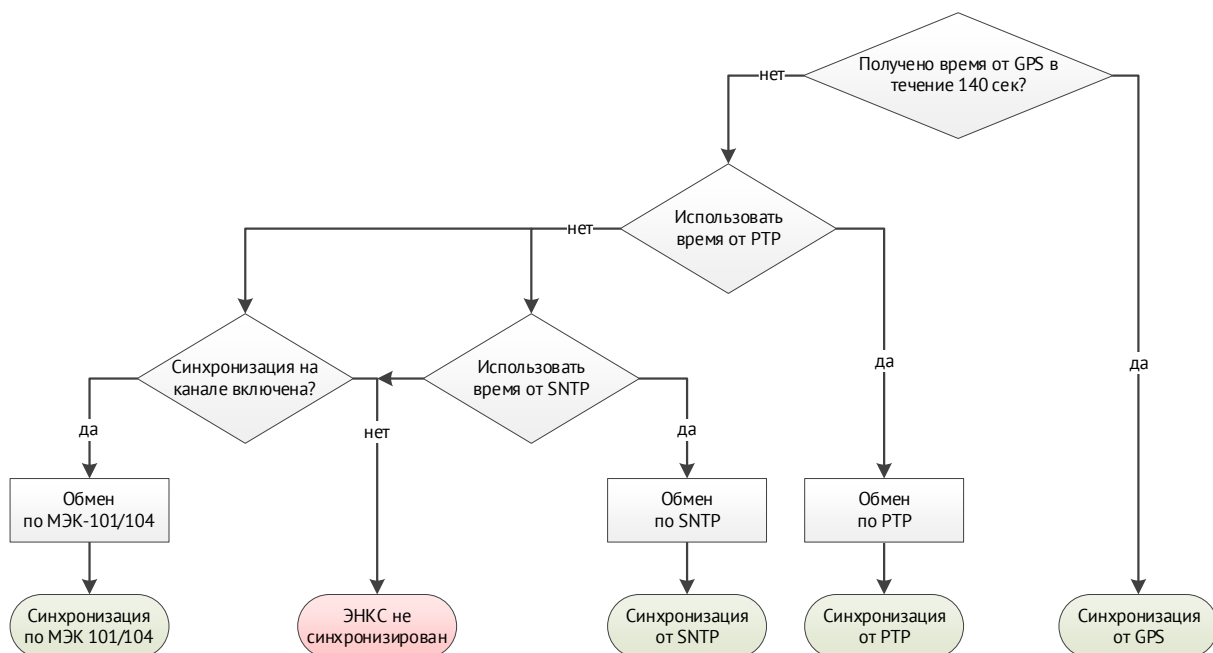 Получено время от GPS в
течение 140 сек?
нет
Использовать
время от PTP
нет
Синхронизация на
канале включена?
Использовать
время от SNTP
да
да
да
нет
да
Обмен
по МЭК-101/104
Обмен
по SNTP
Обмен
по PTP
Синхронизация
по МЭК 101/104
ЭНКС не
синхронизирован
Синхронизация
от SNTP
Синхронизация
от PTP
Синхронизация
от GPS